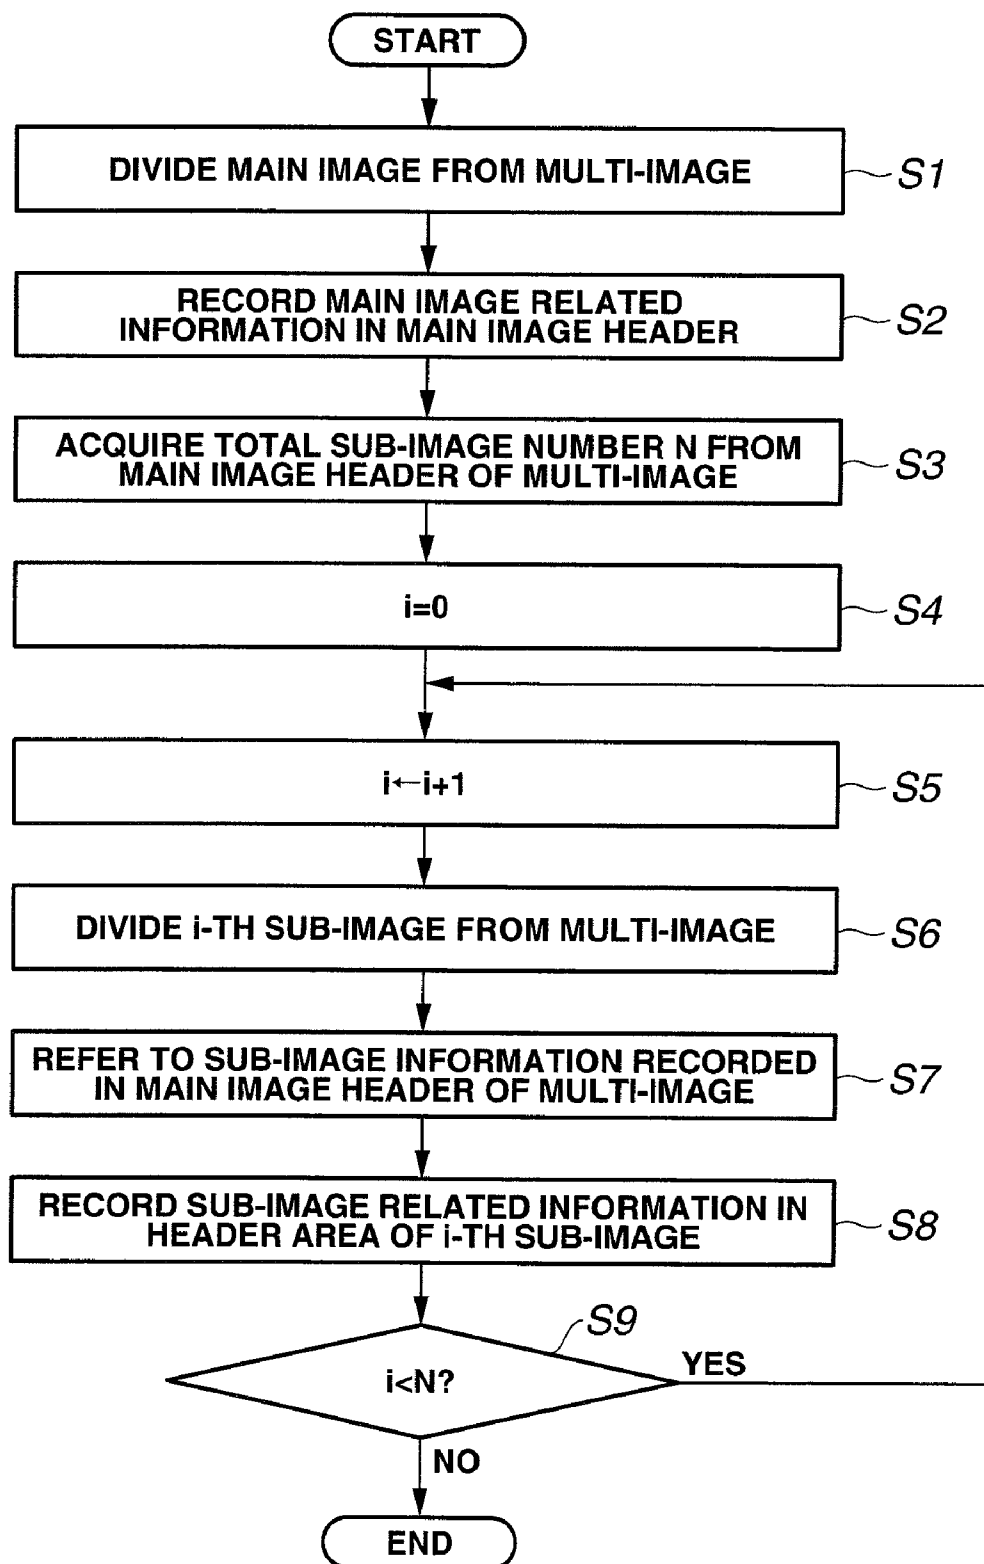 START
DIVIDE MAIN IMAGE FROM MULTI-IMAGE
S1
RECORD MAIN IMAGE RELATED
INFORMATION IN MAIN IMAGE HEADER
S2
ACQUIRE TOTAL SUB-IMAGE NUMBER N FROM
MAIN IMAGE HEADER OF MULTI-IMAGE
S3
i=0
S4
i←i+1
S5
DIVIDE i-TH SUB-IMAGE FROM MULTI-IMAGE
S6
REFER TO SUB-IMAGE INFORMATION RECORDED
IN MAIN IMAGE HEADER OF MULTI-IMAGE
S7
RECORD SUB-IMAGE RELATED INFORMATION IN
HEADER AREA OF i-TH SUB-IMAGE
S8
S9
i<N?
YES
NO
END